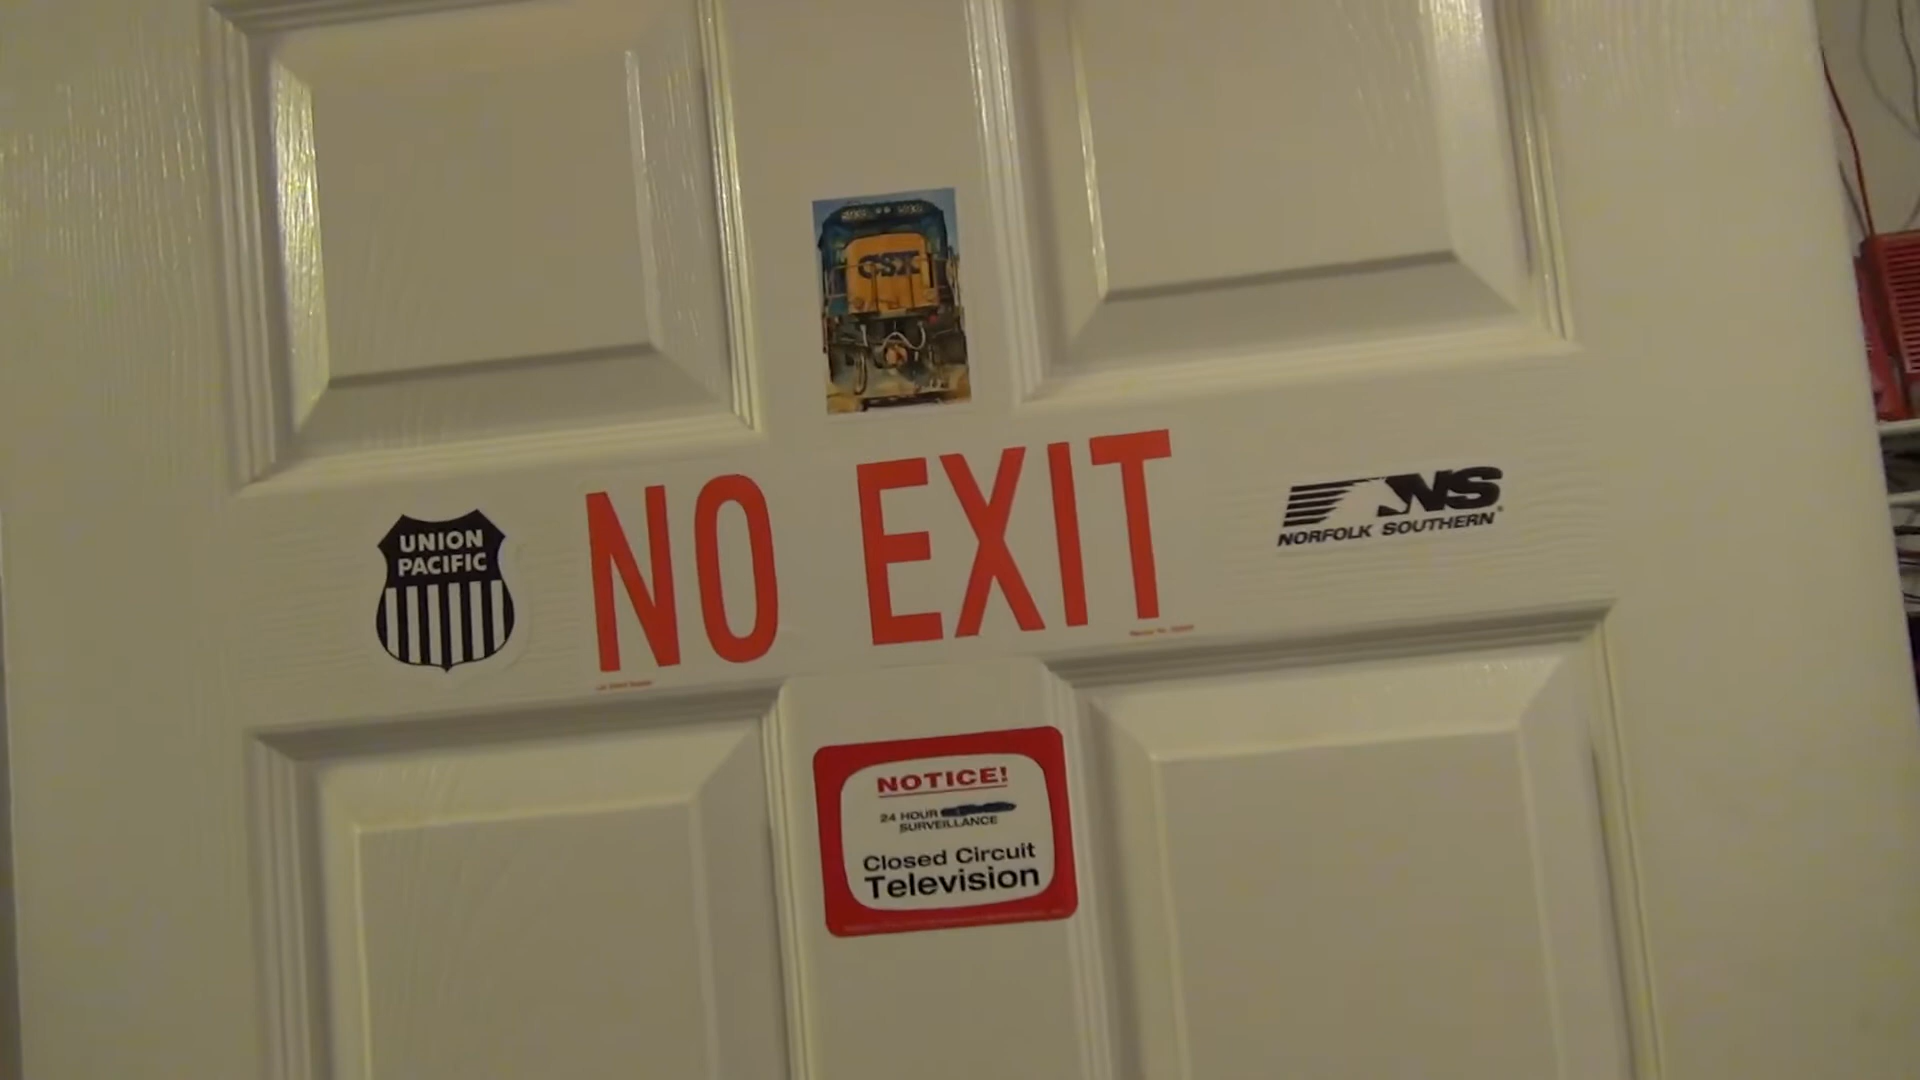 CSX
NO EXIT
UNION
PACIFIC
NS
NORFOLK SOUTHERN
NOTICE!
24 HOUR
SURVEILLANCE
Closed Circuit
Television